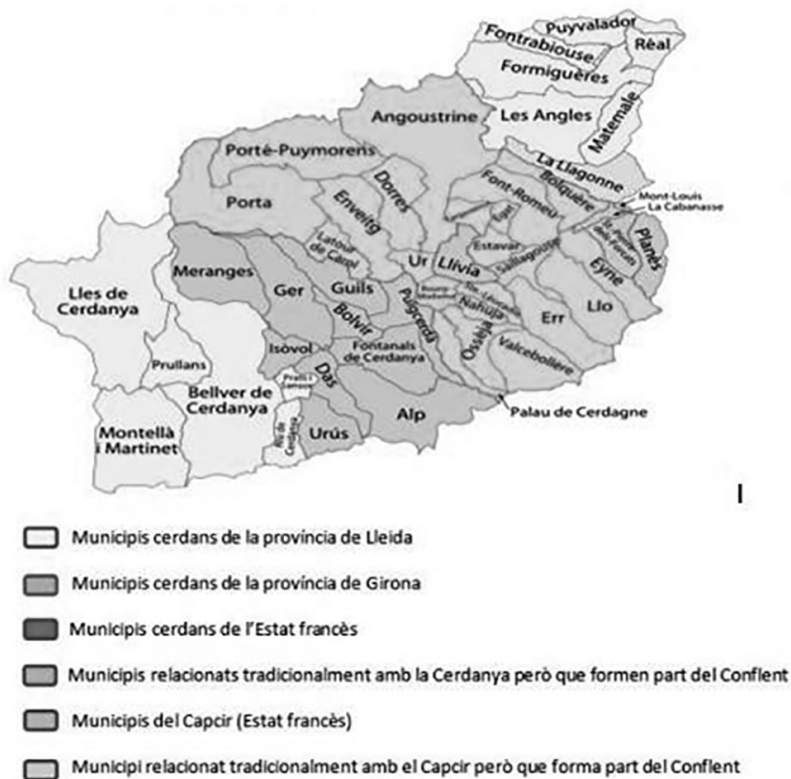 Puyvalador
Fontrabiouse
Réal
Formiguères
Angoustrine
Les Angles
Matemale
Porté-Puymorens
La Llagonne
Dorres
Font-Romeu
Bolquère
Mont-Louis
La Cabanasse
Porta
Enveitg
Egat
Planès
Latour
de Carol
Estavar
Saillagouse
Eyne
Ur
Llívia
Meranges
Lles de
Cerdanya
Ger
Guils
Puigcerdà
Nahuja
Err
Llo
Bolvir
Osséja
Isòvol
Fontanals
de Cerdanya
Valcebollère
Prullans
Das
Bellver de
Cerdanya
Alp
Palau de Cerdagne
Montellà
i Martinet
Riu de
Cerdanya
Urús
I
Municipis cerdans de la província de Lleida
Municipis cerdans de la província de Girona
Municipis cerdans de l'Estat francès
Municipis relacionats tradicionalment amb la Cerdanya però que formen part del Conflent
Municipis del Capcir (Estat francès)
Municipi relacionat tradicionalment amb el Capcir però que forma part del Conflent